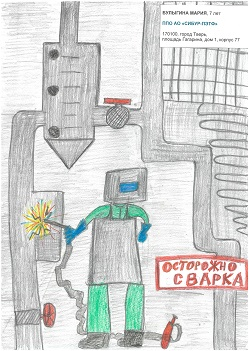 БУЛЫГИНА МАРИЯ, 7 лет
ППО АО «СИБУР-ПЭТФ»
170100, город Тверь,
площадь Гагарина, дом 1, корпус 77
ОСТОРОЖНО
СВАРКА